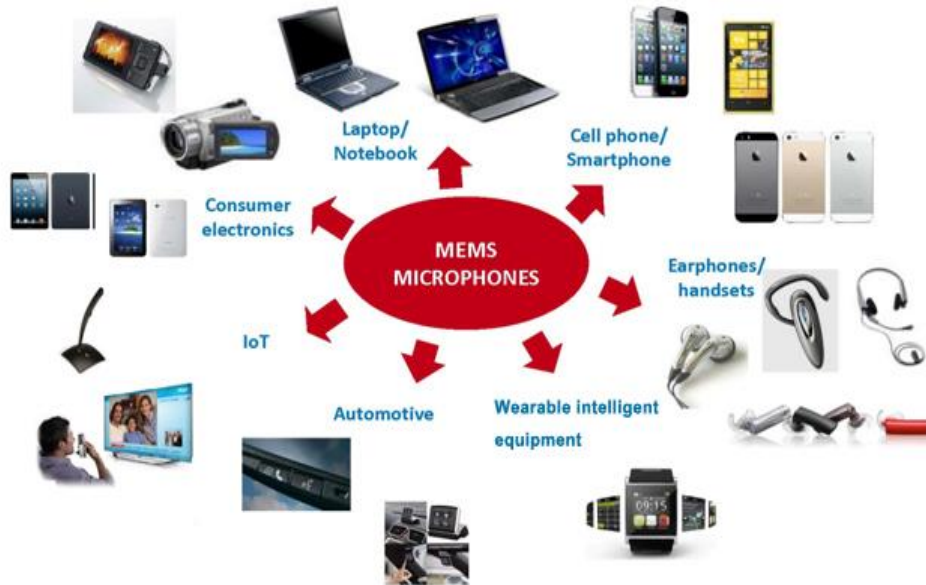 Laptop/
Notebook
Cell phone/
Smartphone
Consumer
electronics
MEMS
MICROPHONES
Earphones/
handsets
IoT
Automotive
Wearable intelligent
equipment
09:15